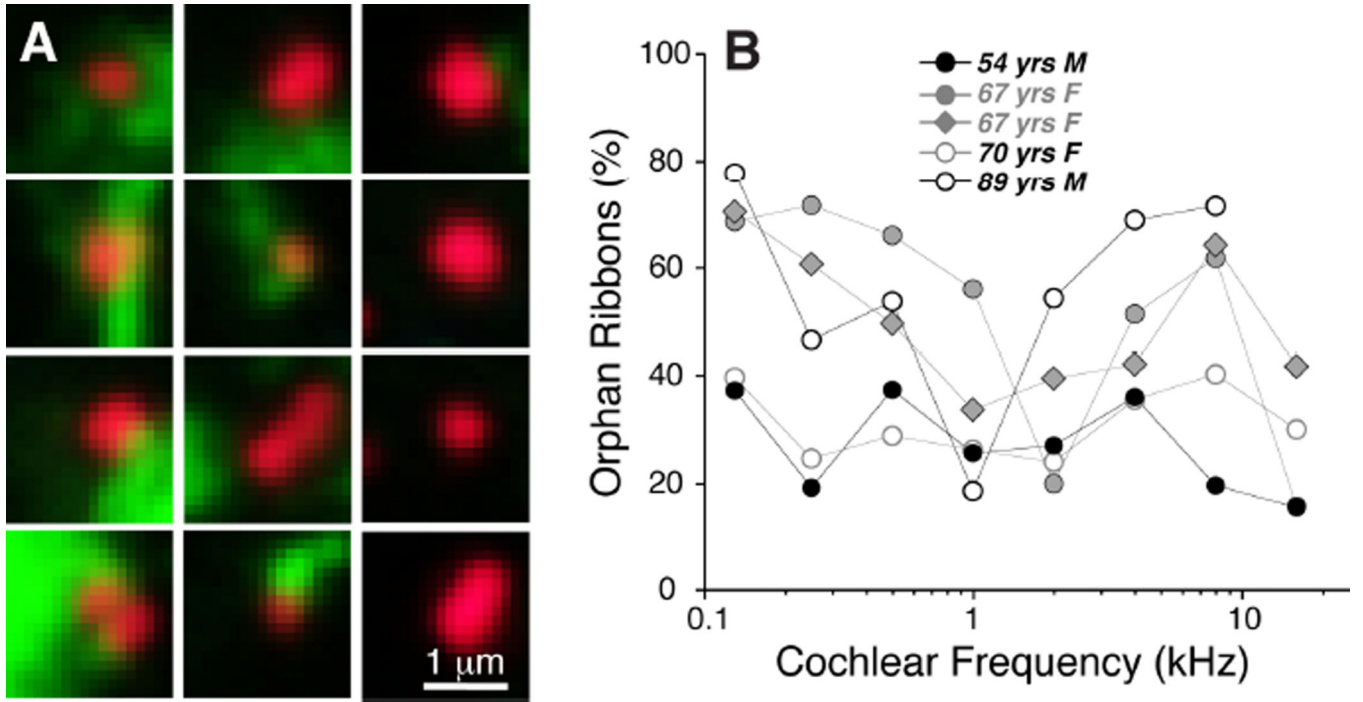 A
1 μm
B
54 yrs M
67 yrs F
67 yrs F
70 yrs F
89 yrs M
Orphan Ribbons (%)
100
80
60
40
20
0
0.1
1
10
Cochlear Frequency (kHz)